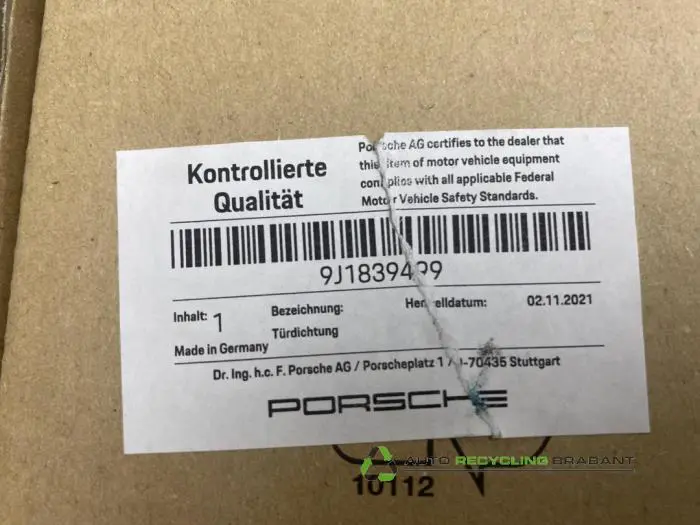 Kontrollierte
Qualität
Porsche AG certifies to the dealer that
this item of motor vehicle equipment
complies with all applicable Federal
Motor Vehicle Safety Standards.
9J1839499
Inhalt: 1
Bezeichnung:
Türdichtung
Herstelldatum: 02.11.2021
Made in Germany
Dr. Ing. h.c. F. Porsche AG / Porscheplatz 1 / D-70435 Stuttgart
PORSCHE
AUTO RECYCLING BRABANT
10112